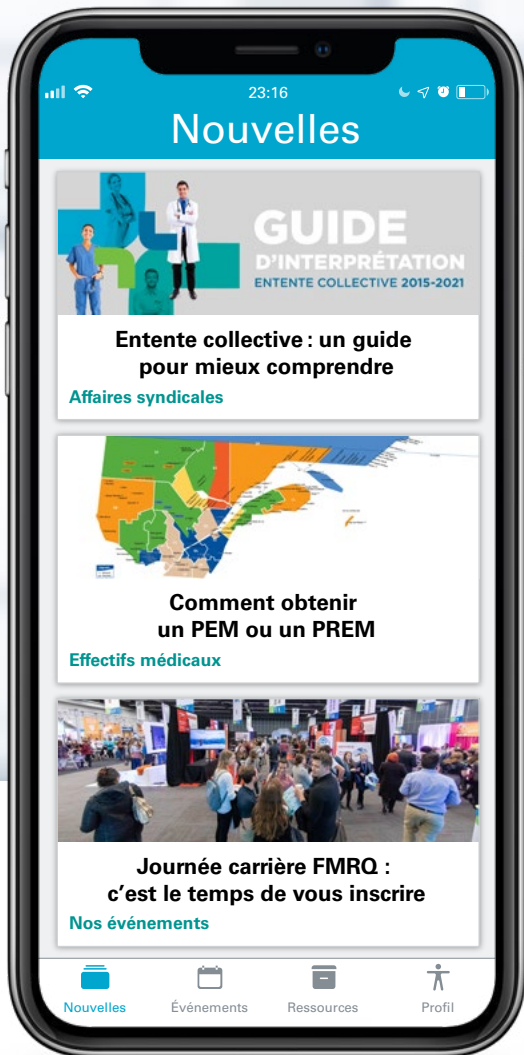 23:16
Nouvelles
GUIDE
D'INTERPRÉTATION
ENTENTE COLLECTIVE 2015-2021
Entente collective : un guide
pour mieux comprendre
Affaires syndicales
Comment obtenir
un PEM ou un PREM
Effectifs médicaux
Journée carrière FMRQ :
c’est le temps de vous inscrire
Nos événements
Nouvelles Événements Ressources Profil